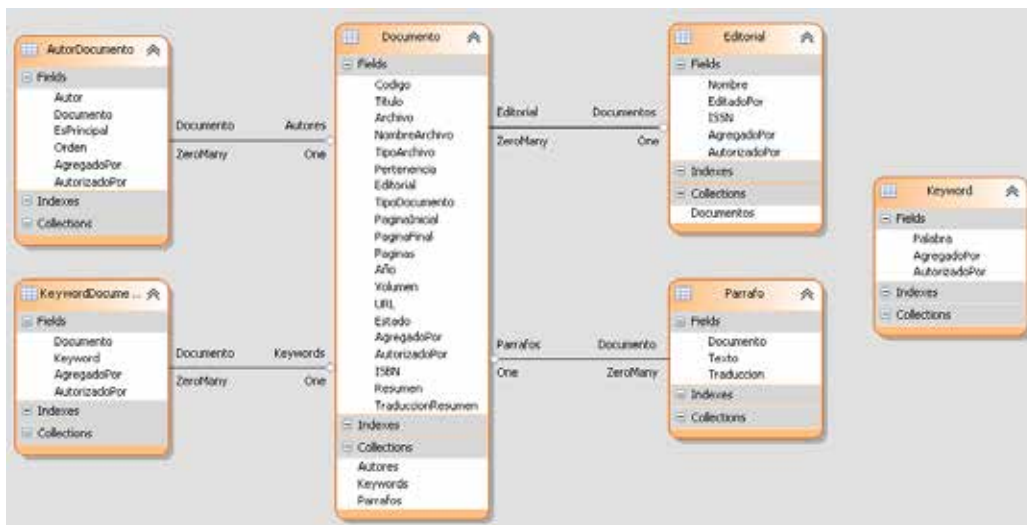 AutorDocumento
Fields
Autor
Documento
EsPrincipal
Orden
AgregadoPor
AutorizadoPor
Indexes
Collections
KeywordDocume ...
Fields
Documento
Keyword
AgregadoPor
AutorizadoPor
Indexes
Collections
Documento Autores
ZeroMany One
Documento Keywords
ZeroMany One
Documento
Fields
Codigo
Titulo
Archivo
NombreArchivo
TipoArchivo
Pertenencia
Editorial
TipoDocumento
PaginaInicial
PaginaFinal
Paginas
Año
Volumen
URL
Estado
AgregadoPor
AutorizadoPor
ISBN
Resumen
TraduccionResumen
Indexes
Collections
Autores
Keywords
Parrafos
Editorial Documentos
ZeroMany One
Parrafos Documento
One ZeroMany
Editorial
Fields
Nombre
EditadoPor
ISSN
AgregadoPor
AutorizadoPor
Indexes
Collections
Documentos
Parrafo
Fields
Documento
Texto
Traduccion
Indexes
Collections
Keyword
Fields
Palabra
AgregadoPor
AutorizadoPor
Indexes
Collections